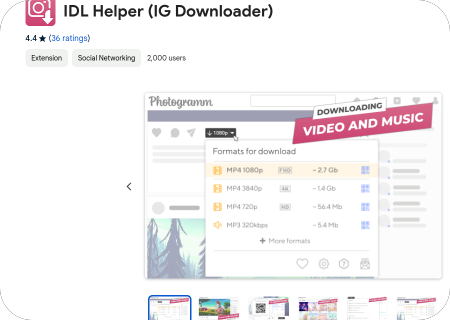 IDL Helper (IG Downloader)
4.4 ★ (36 ratings)
Extension Social Networking 2,000 users
Photogramm
DOWNLOADING
VIDEO AND MUSIC
1080p
Formats for download
MP4 1080p FHD ~ 2.7 Gb
MP4 3840p 4K ~ 1.4 Gb
MP4 720p HD ~ 56.4 Mb
MP3 320kbps ~ 5.4 Mb
+ More formats